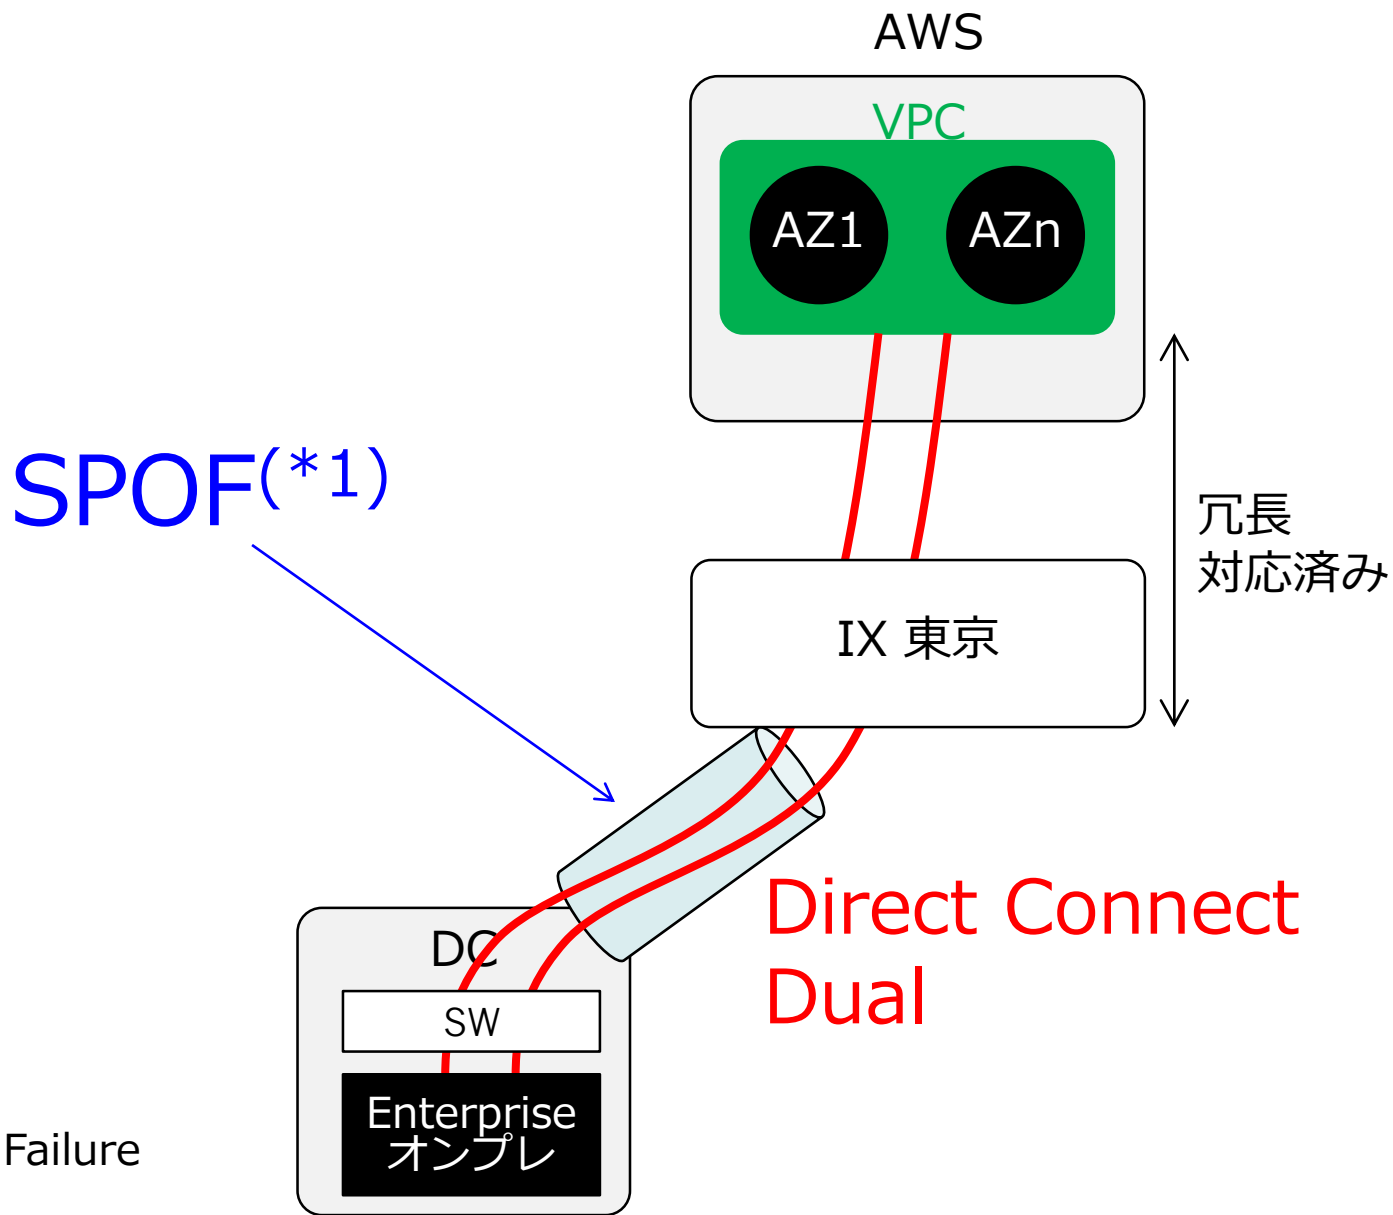 AWS
VPC
AZ1
AZn
SPOF(*1)
冗長
対応済み
IX 東京
Direct Connect
Dual
DC
SW
Enterprise
オンプレ
Failure